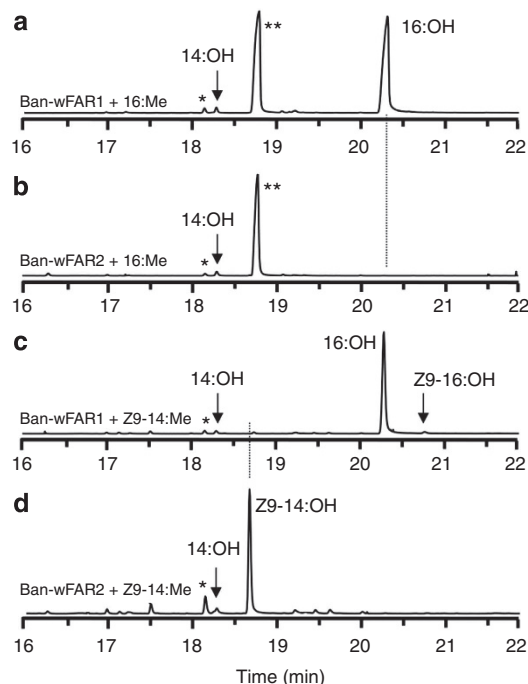 a
**
16:OH
14:OH
Ban-wFAR1 + 16:Me
*
16 17 18 19 20 21 22
b
**
14:OH
Ban-wFAR2 + 16:Me
*
16 17 18 19 20 21 22
c
16:OH
14:OH
Z9-16:OH
Ban-wFAR1 + Z9-14:Me
*
16 17 18 19 20 21 22
d
Z9-14:OH
14:OH
Ban-wFAR2 + Z9-14:Me
*
16 17 18 19 20 21 22
Time (min)